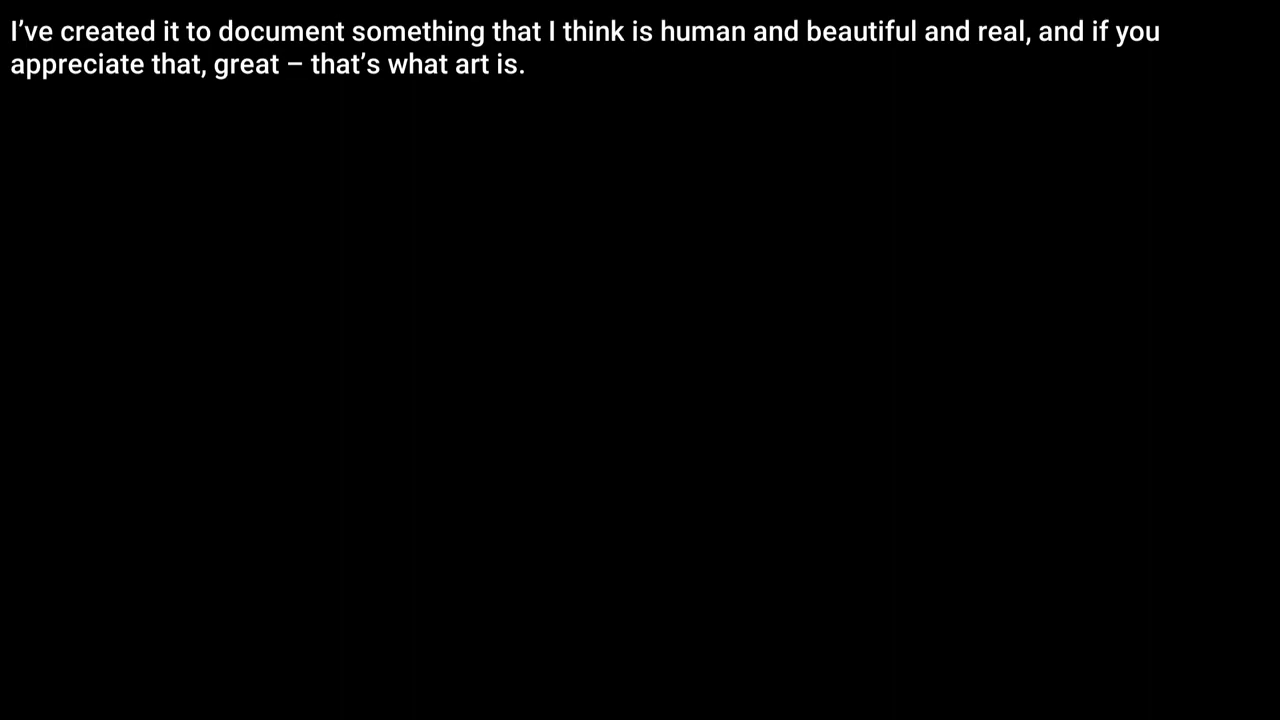 I’ve created it to document something that I think is human and beautiful and real, and if you
appreciate that, great – that’s what art is.